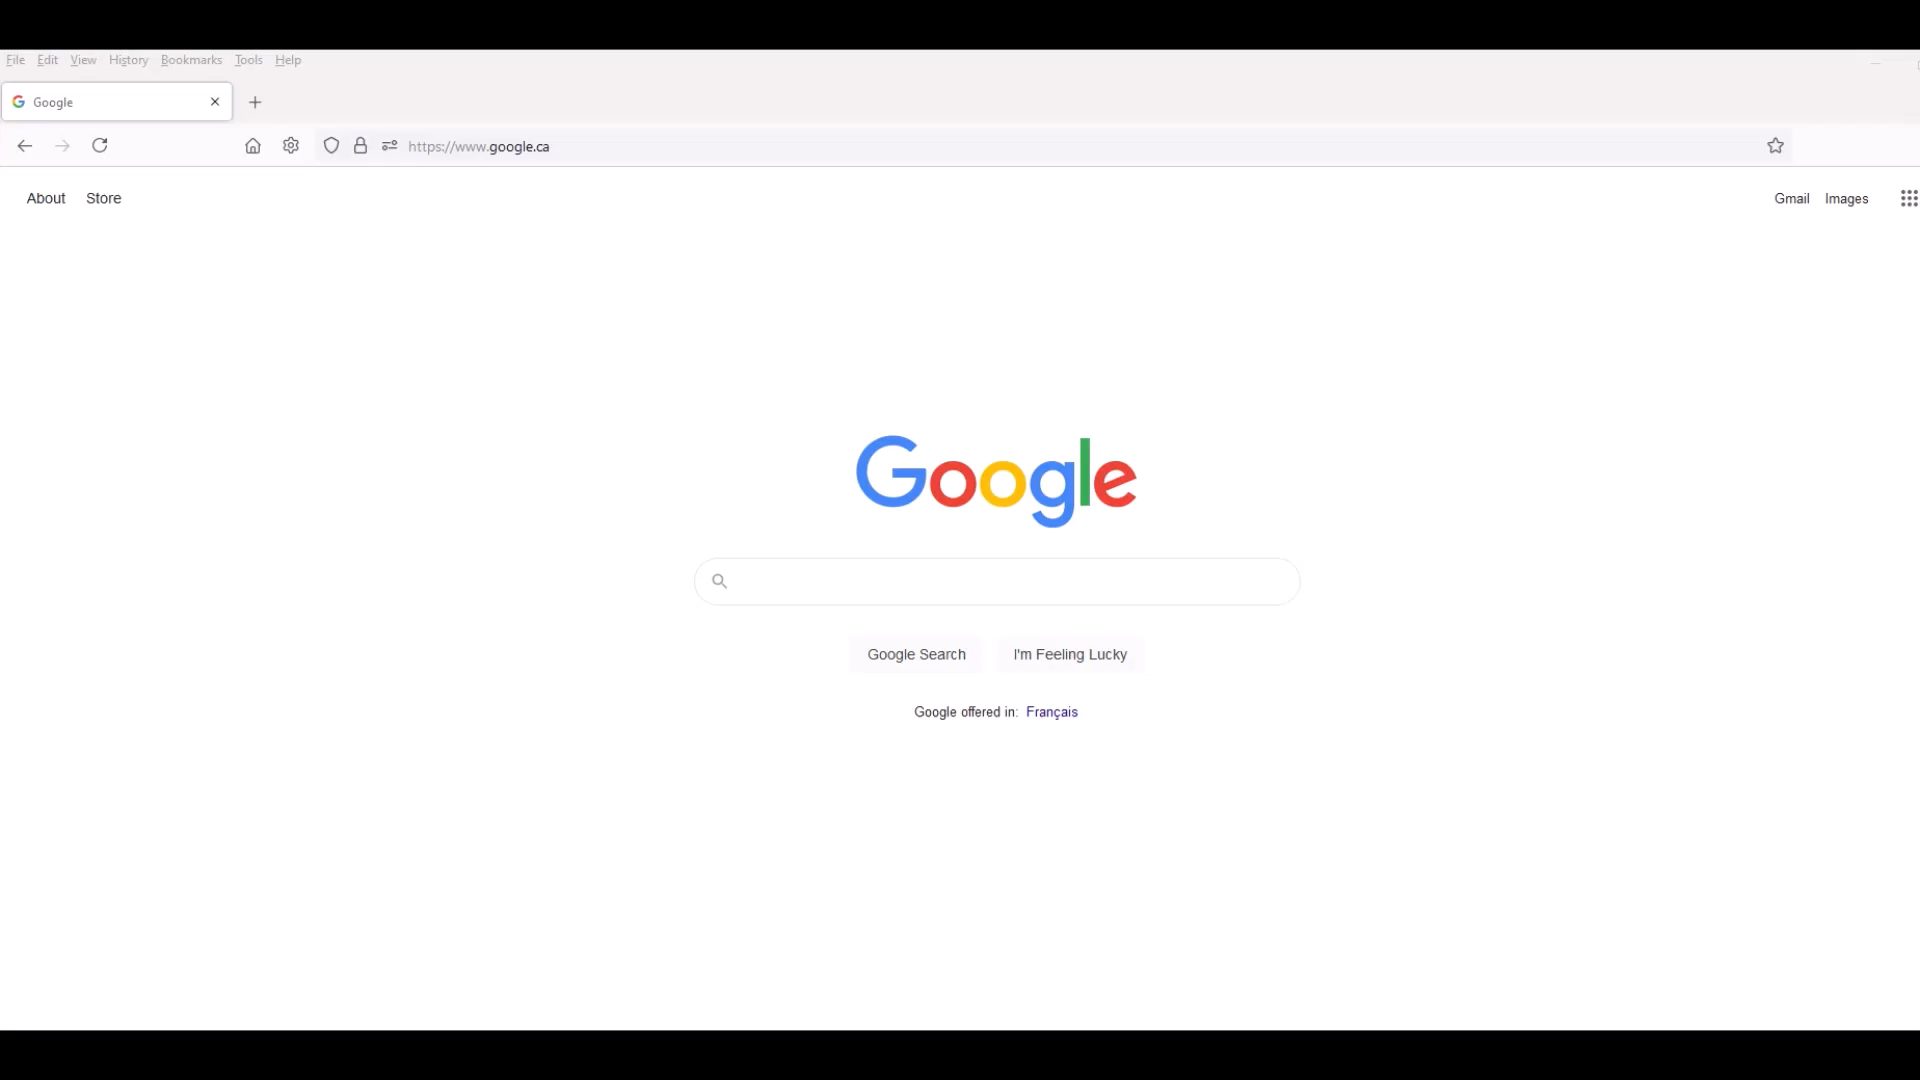 File Edit View History Bookmarks Tools Help
Google
https://www.google.ca
About Store
Gmail Images
Google
Google Search I'm Feeling Lucky
Google offered in: Français